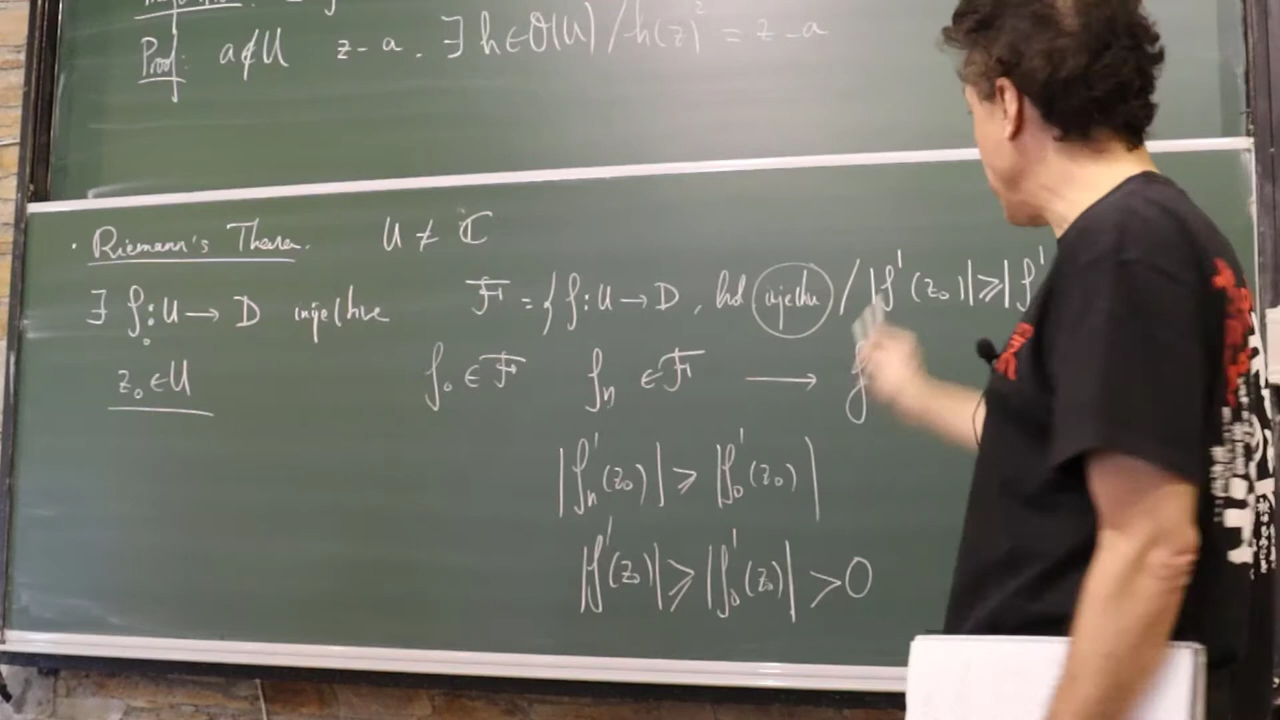 Proof: a ∉ U z-a. ∃ h ∈ O(U) / h(z)² = z-a
· Riemann's Theorem. U ≠ ℂ
∃ f₀: U → D injective F = { f: U → D, hol injective / |f'(z₀)| ≥ |f'
z₀ ∈ U f₀ ∈ F fₙ ∈ F ⟶ f
|fₙ'(z₀)| ≥ |f₀'(z₀)|
|f'(z₀)| ≥ |f₀'(z₀)| > 0